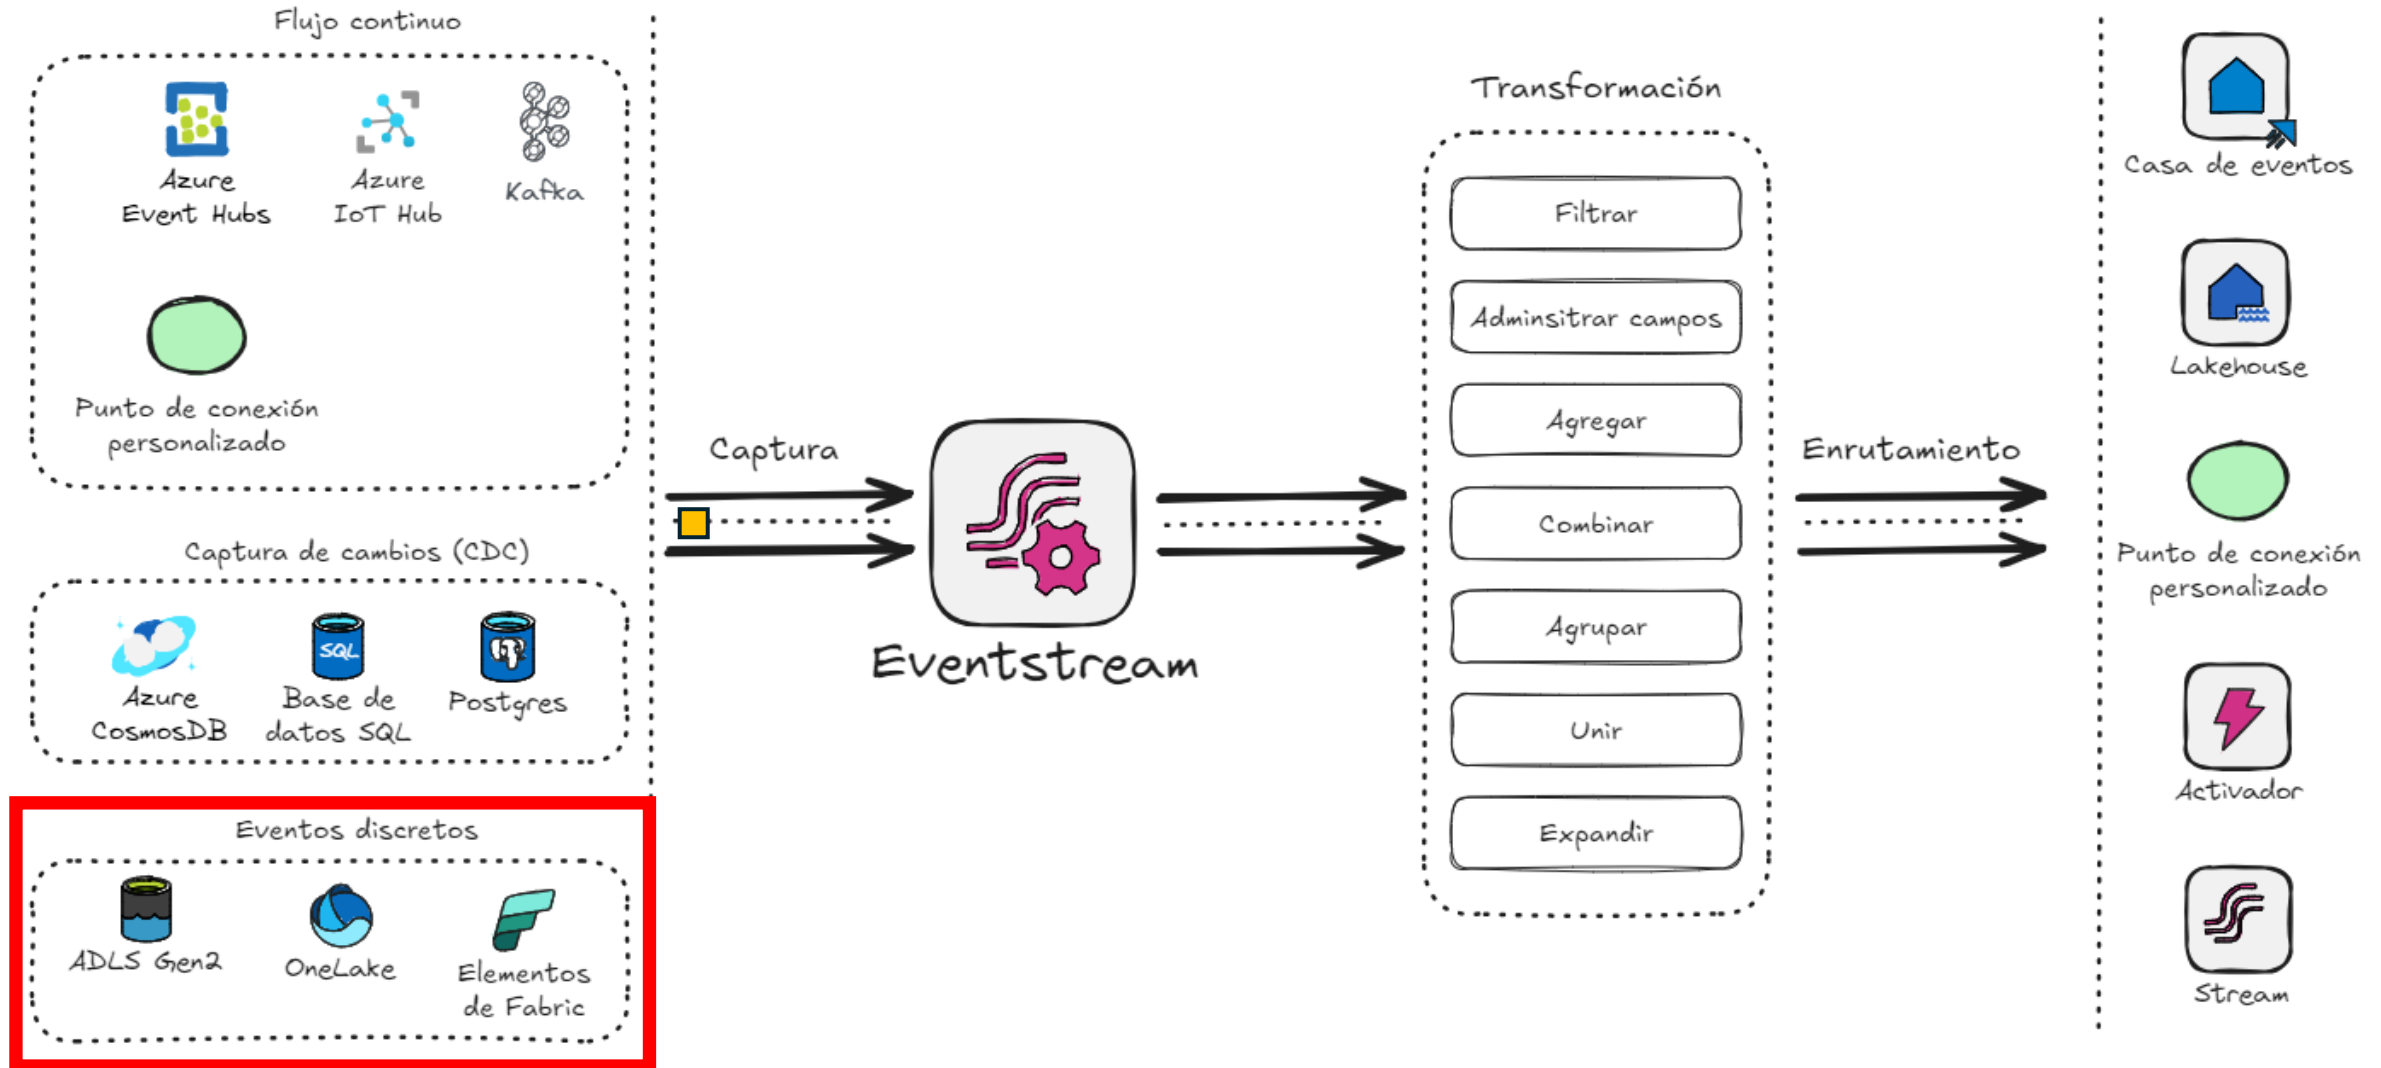 Flujo continuo
Azure
Event Hubs
Azure
IoT Hub
Kafka
Punto de conexión
personalizado
Captura de cambios (CDC)
Azure
CosmosDB
SQL
Base de
datos SQL
Postgres
Eventos discretos
ADLS Gen2
OneLake
Elementos
de Fabric
Captura
Eventstream
Transformación
Filtrar
Adminsitrar campos
Agregar
Combinar
Agrupar
Unir
Expandir
Enrutamiento
Casa de eventos
Lakehouse
Punto de conexión
personalizado
Activador
Stream